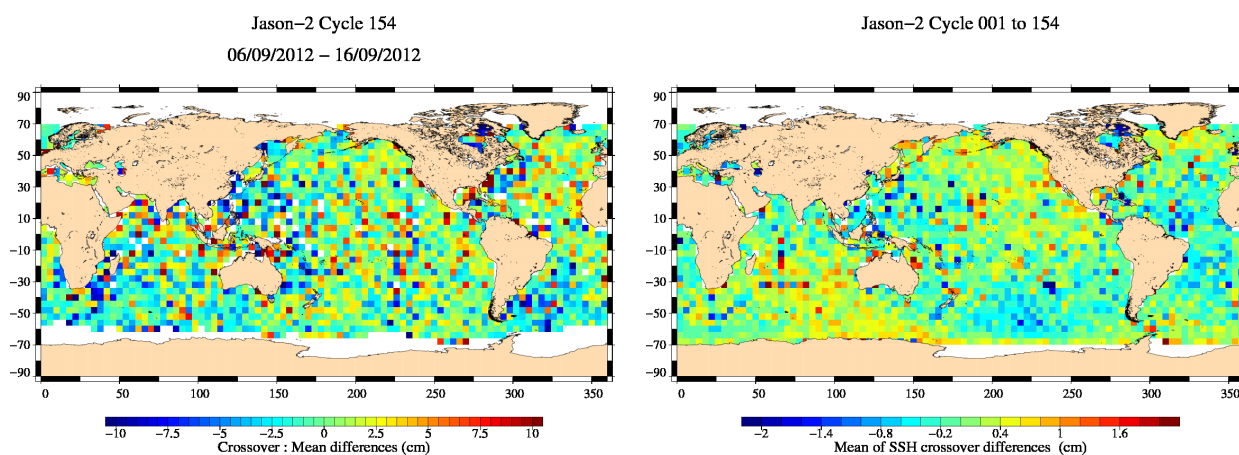 Jason−2 Cycle 154
06/09/2012 − 16/09/2012
90
70
50
30
10
−10
−30
−50
−70
−90
0 50 100 150 200 250 300 350
−10 −7.5 −5 −2.5 0 2.5 5 7.5 10
Crossover : Mean differences (cm)
Jason−2 Cycle 001 to 154
90
70
50
30
10
−10
−30
−50
−70
−90
0 50 100 150 200 250 300 350
−2 −1.4 −0.8 −0.2 0.4 1 1.6
Mean of SSH crossover differences (cm)